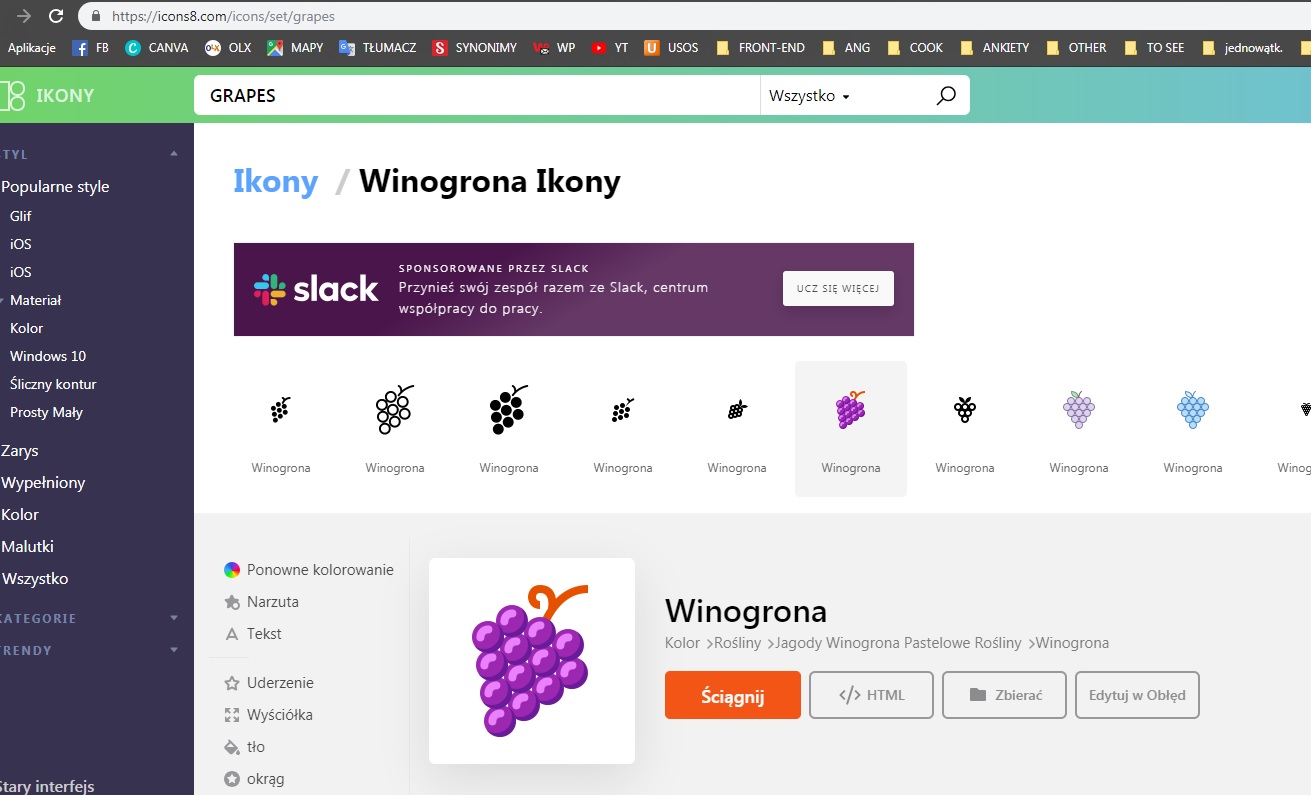 https://icons8.com/icons/set/grapes
Aplikacje FB CANVA OLX MAPY TŁUMACZ SYNONIMY WP YT USOS FRONT-END ANG COOK ANKIETY OTHER TO SEE jednowątk.
IKONY
GRAPES Wszystko
TYL
Popularne style
Glif
iOS
iOS
Materiał
Kolor
Windows 10
Śliczny kontur
Prosty Mały
Zarys
Wypełniony
Kolor
Malutki
Wszystko
KATEGORIE
TRENDY
Stary interfejs
Ikony / Winogrona Ikony
slack
SPONSOROWANE PRZEZ SLACK
Przynieś swój zespół razem ze Slack, centrum
współpracy do pracy.
UCZ SIĘ WIĘCEJ
Winogrona Winogrona Winogrona Winogrona Winogrona Winogrona Winogrona Winogrona Winogrona Winog
Ponowne kolorowanie
Narzuta
Tekst
Uderzenie
Wyściółka
tło
okrąg
Winogrona
Kolor >Rośliny >Jagody Winogrona Pastelowe Rośliny >Winogrona
Ściągnij </> HTML Zbierać Edytuj w Obłęd